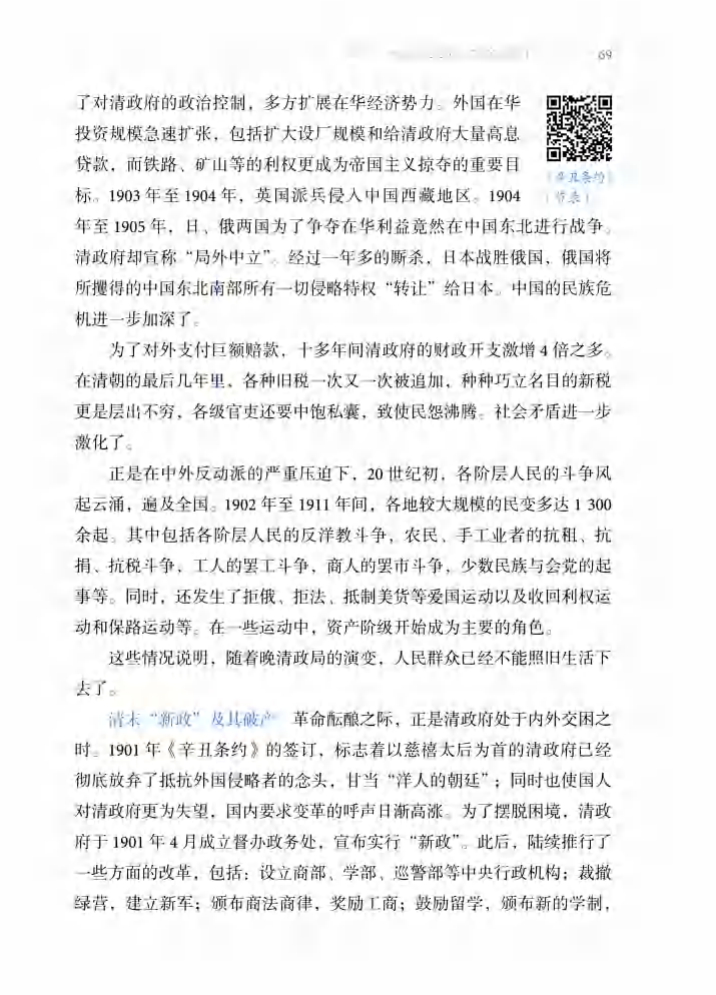 69
了对清政府的政治控制，多方扩展在华经济势力。外国在华
投资规模急速扩张，包括扩大设厂规模和给清政府大量高息
贷款，而铁路、矿山等的利权更成为帝国主义掠夺的重要目
标。1903 年至 1904 年，英国派兵侵入中国西藏地区。1904
《辛丑条约》
（节录）
年至 1905 年，日、俄两国为了争夺在华利益竟然在中国东北进行战争。
清政府却宣称“局外中立”。经过一年多的厮杀，日本战胜俄国，俄国将
所攫得的中国东北南部所有一切侵略特权“转让”给日本。中国的民族危
机进一步加深了。
为了对外支付巨额赔款，十多年间清政府的财政开支激增 4 倍之多。
在清朝的最后几年里，各种旧税一次又一次被追加，种种巧立名目的新税
更是层出不穷，各级官吏还要中饱私囊，致使民怨沸腾。社会矛盾进一步
激化了。
正是在中外反动派的严重压迫下，20 世纪初，各阶层人民的斗争风
起云涌，遍及全国。1902 年至 1911 年间，各地较大规模的民变多达 1 300
余起。其中包括各阶层人民的反洋教斗争，农民、手工业者的抗租、抗
捐、抗税斗争，工人的罢工斗争，商人的罢市斗争，少数民族与会党的起
事等。同时，还发生了拒俄、拒法、抵制美货等爱国运动以及收回利权运
动和保路运动等。在一些运动中，资产阶级开始成为主要的角色。
这些情况说明，随着晚清政局的演变，人民群众已经不能照旧生活下
去了。
清末“新政”及其破产 革命酝酿之际，正是清政府处于内外交困之
时。1901 年《辛丑条约》的签订，标志着以慈禧太后为首的清政府已经
彻底放弃了抵抗外国侵略者的念头，甘当“洋人的朝廷”；同时也使国人
对清政府更为失望，国内要求变革的呼声日渐高涨。为了摆脱困境，清政
府于 1901 年 4 月成立督办政务处，宣布实行“新政”。此后，陆续推行了
一些方面的改革，包括：设立商部、学部、巡警部等中央行政机构；裁撤
绿营，建立新军；颁布商法商律，奖励工商；鼓励留学，颁布新的学制，